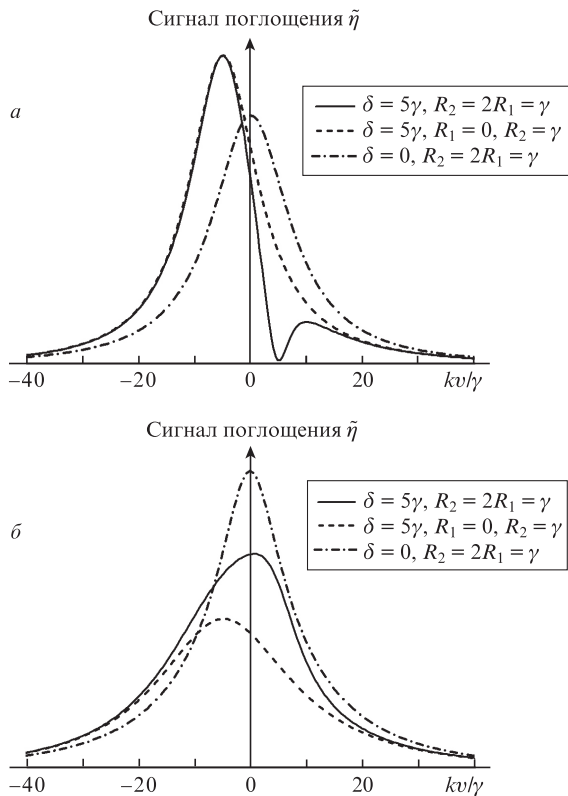 Сигнал поглощения η̃
а
δ = 5γ, R₂ = 2R₁ = γ
δ = 5γ, R₁ = 0, R₂ = γ
δ = 0, R₂ = 2R₁ = γ
−40 −20 0 20 kv/γ
Сигнал поглощения η̃
б
δ = 5γ, R₂ = 2R₁ = γ
δ = 5γ, R₁ = 0, R₂ = γ
δ = 0, R₂ = 2R₁ = γ
−40 −20 0 20 kv/γ